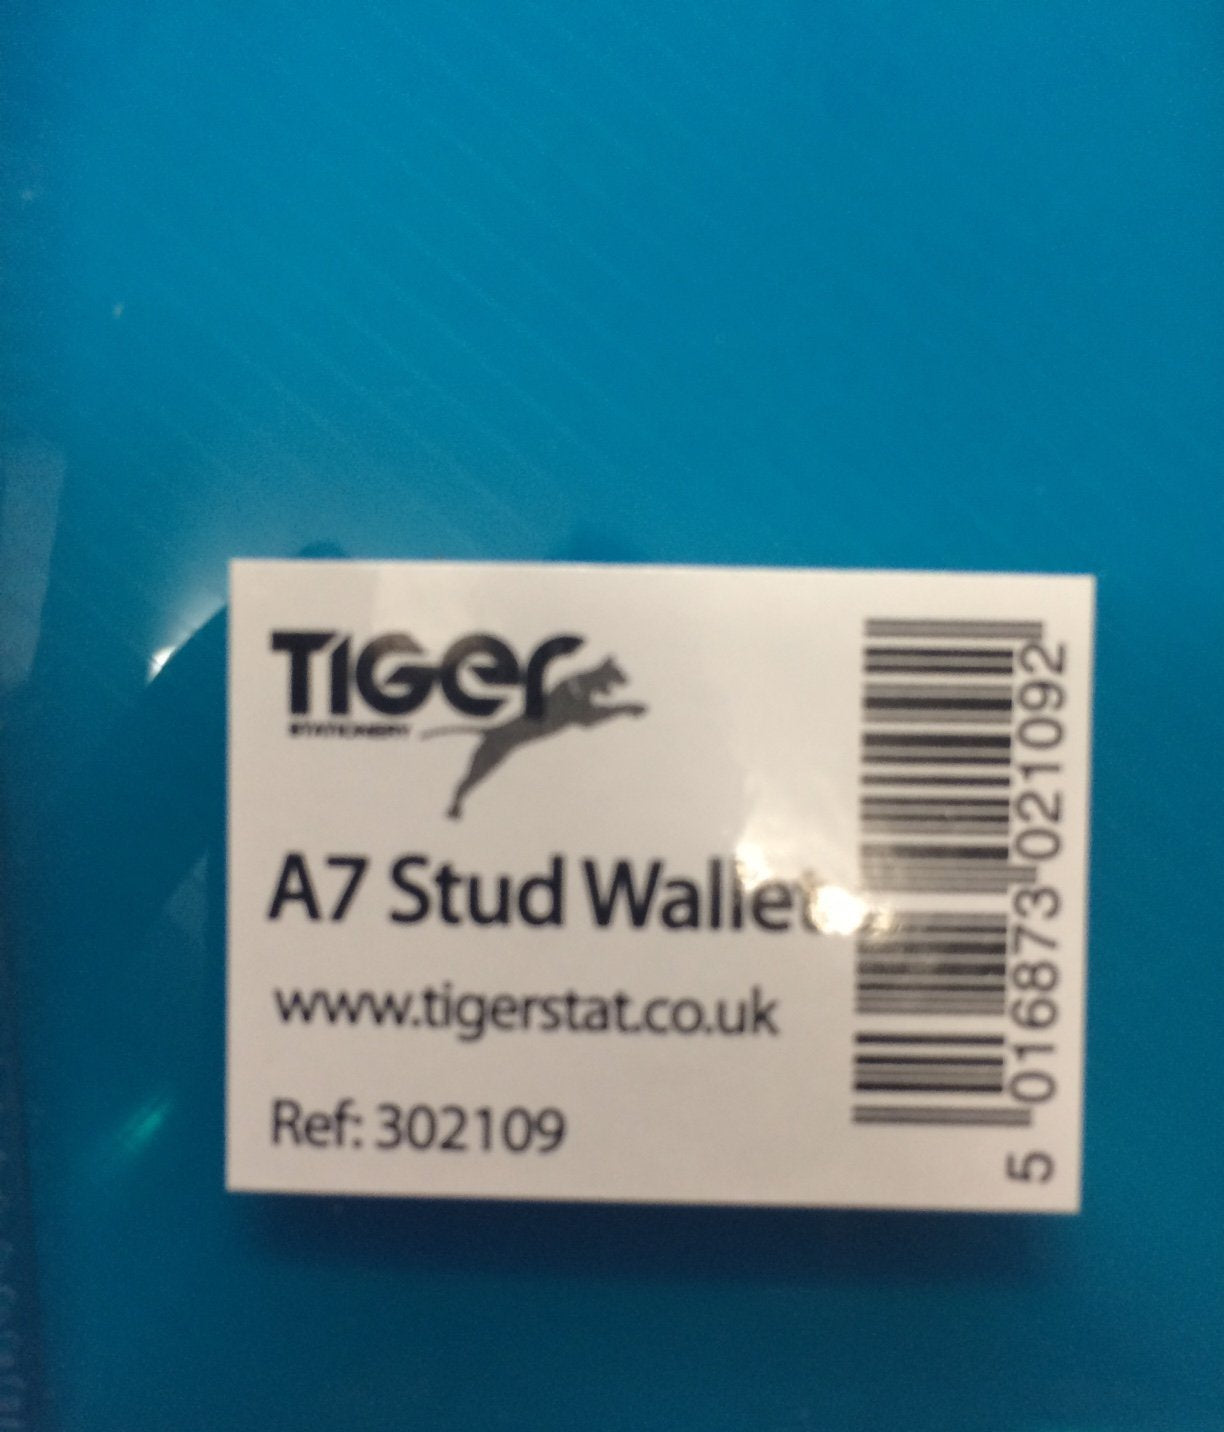 TIGer
STATIONERY
A7 Stud Wallet
www.tigerstat.co.uk
Ref: 302109
5 016873 021092